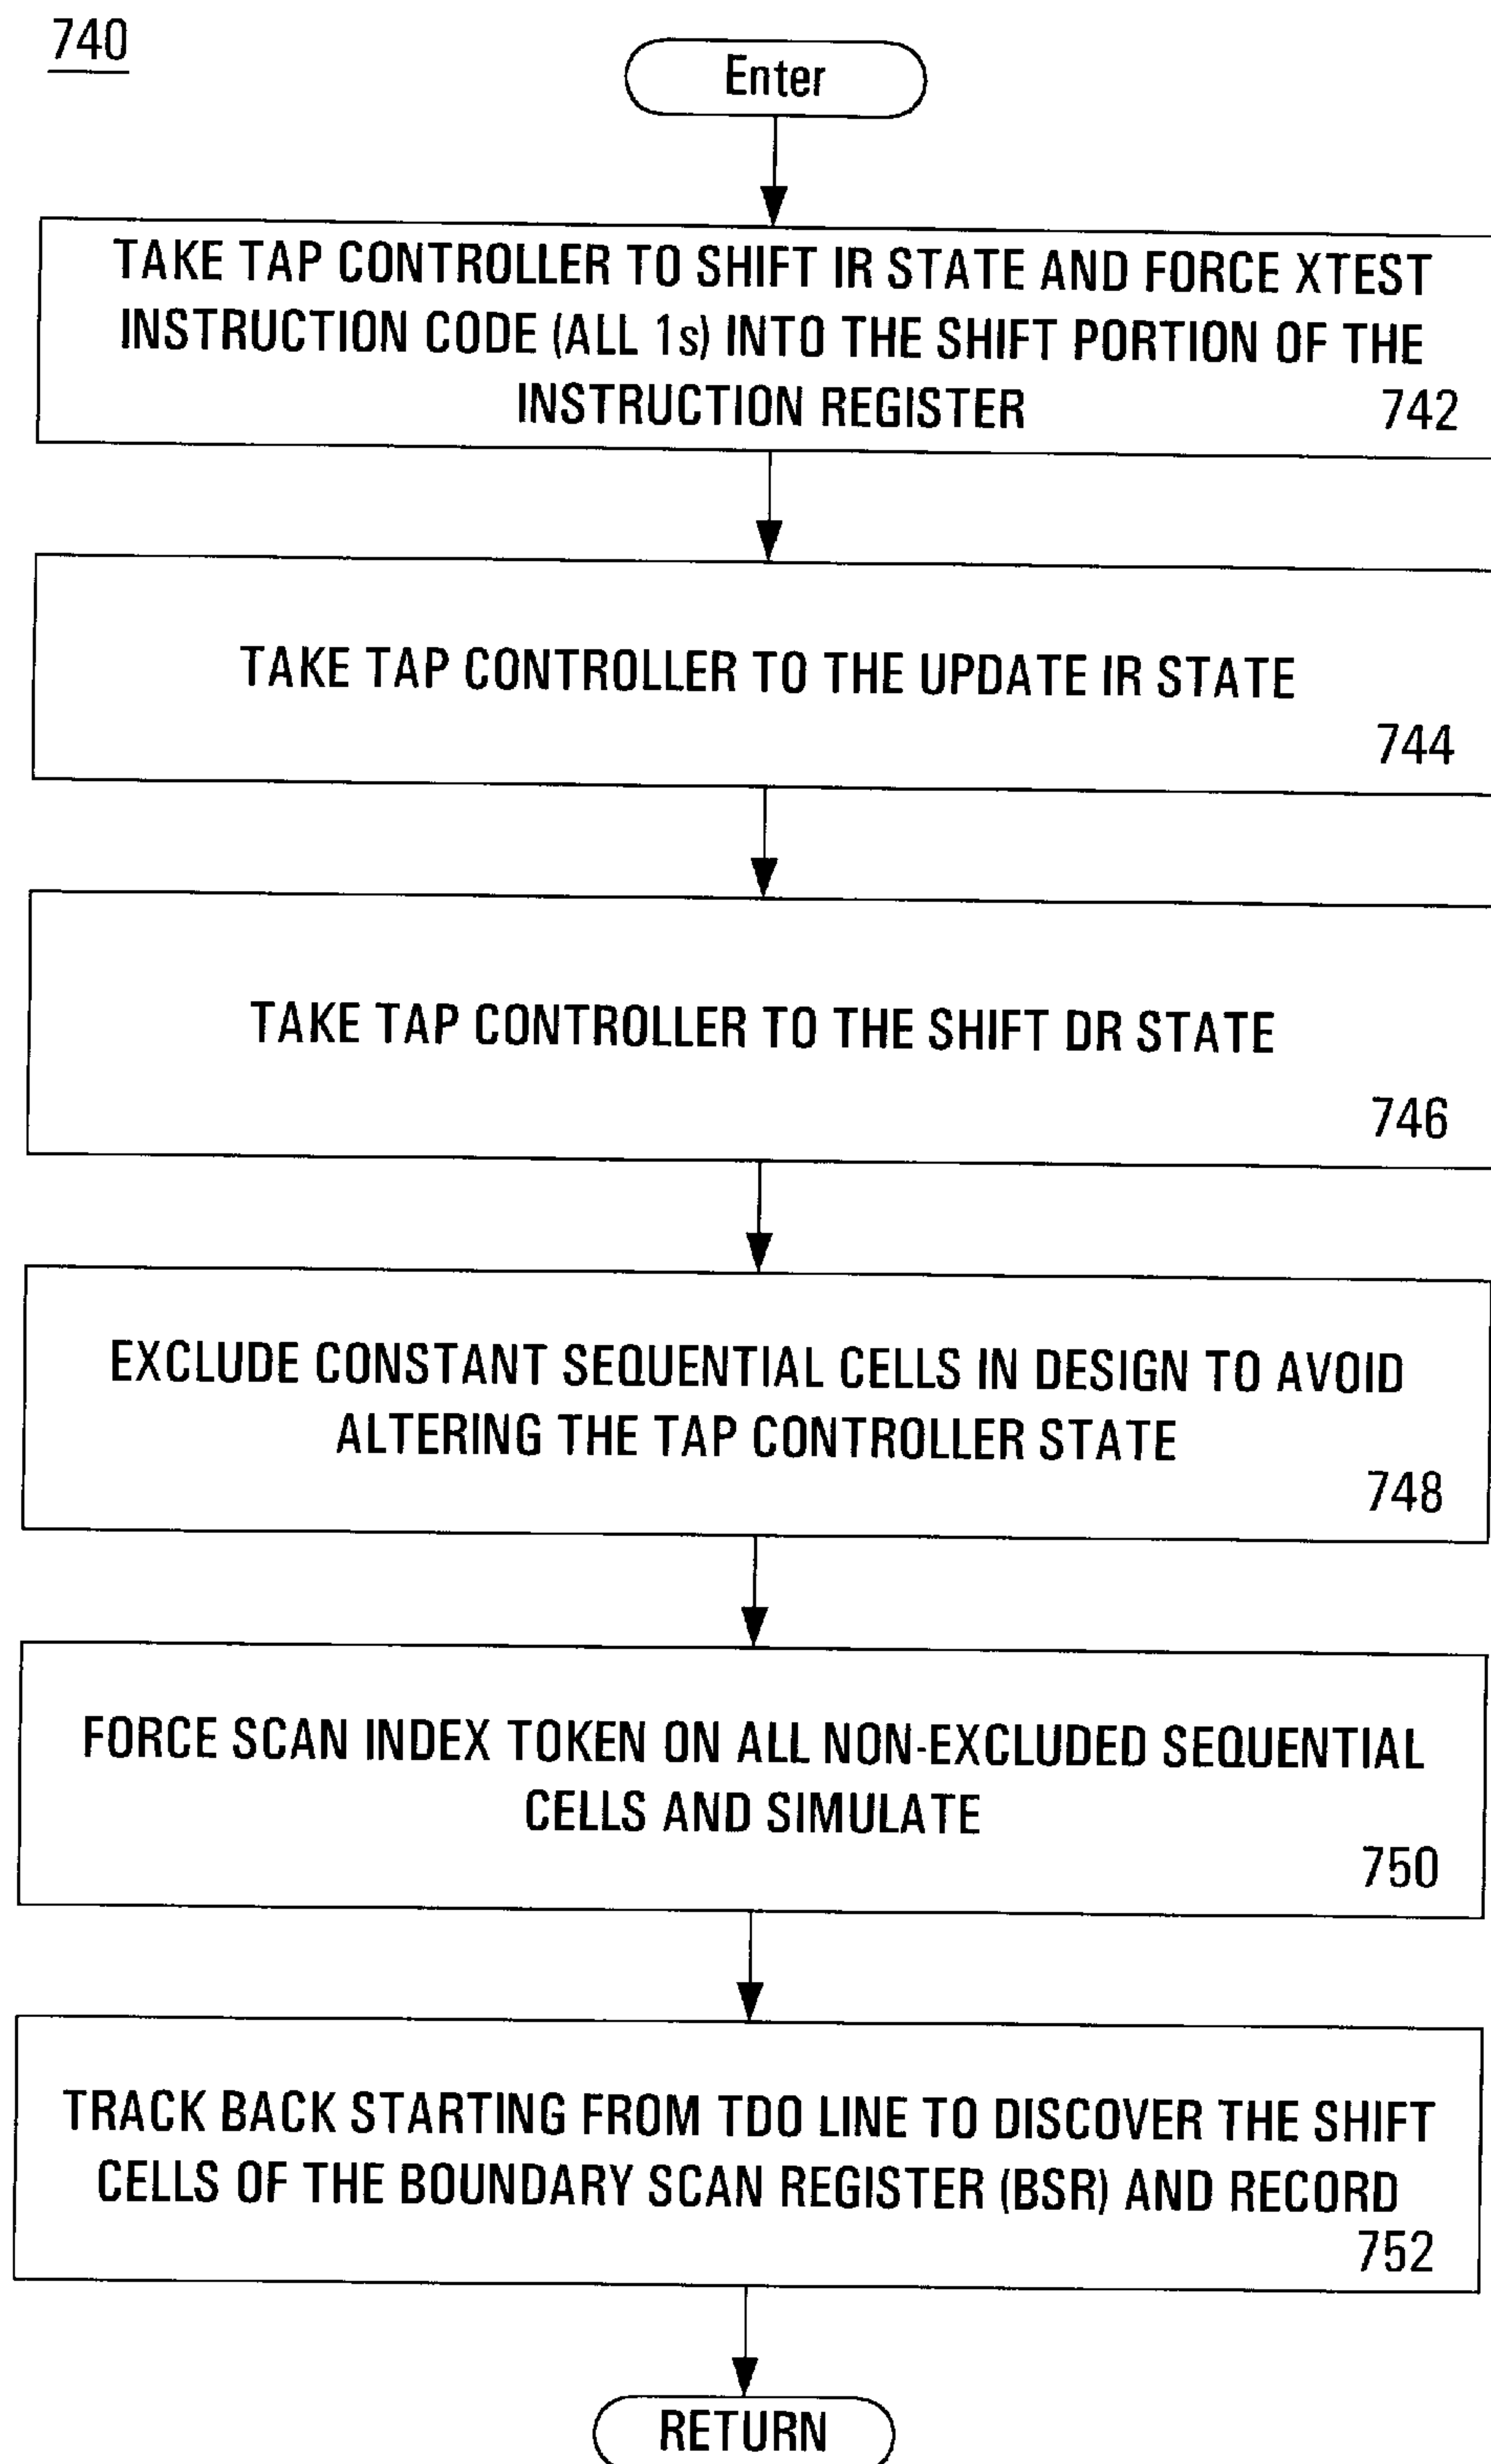 740
Enter
TAKE TAP CONTROLLER TO SHIFT IR STATE AND FORCE XTEST
INSTRUCTION CODE (ALL 1s) INTO THE SHIFT PORTION OF THE
INSTRUCTION REGISTER 742
TAKE TAP CONTROLLER TO THE UPDATE IR STATE
744
TAKE TAP CONTROLLER TO THE SHIFT DR STATE
746
EXCLUDE CONSTANT SEQUENTIAL CELLS IN DESIGN TO AVOID
ALTERING THE TAP CONTROLLER STATE
748
FORCE SCAN INDEX TOKEN ON ALL NON-EXCLUDED SEQUENTIAL
CELLS AND SIMULATE
750
TRACK BACK STARTING FROM TDO LINE TO DISCOVER THE SHIFT
CELLS OF THE BOUNDARY SCAN REGISTER (BSR) AND RECORD
752
RETURN